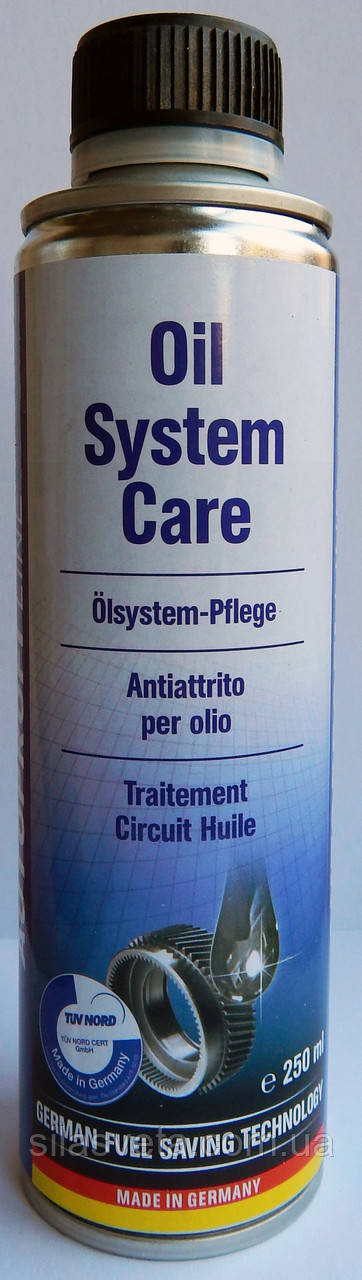 Oil
System
Care
Ölsystem-Pflege
Antiattrito
per olio
Traitement
Circuit Huile
TÜV NORD
TÜV NORD CERT
GmbH
Made in Germany
e 250 ml
GERMAN FUEL SAVING TECHNOLOGY
MADE IN GERMANY
LINE